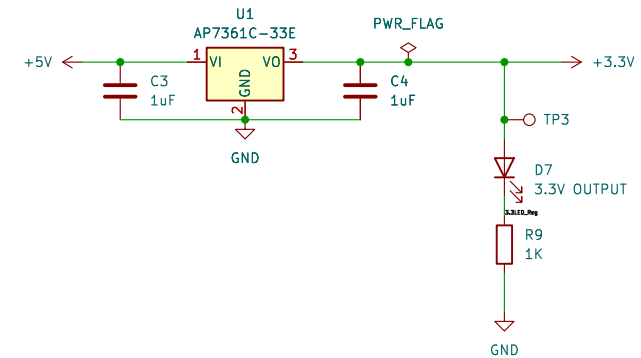 U1
AP7361C-33E
PWR_FLAG
+5V
1
VI
VO
3
GND
2
+3.3V
C3
1uF
C4
1uF
GND
TP3
D7
3.3V OUTPUT
3.3LED_Reg
R9
1K
GND